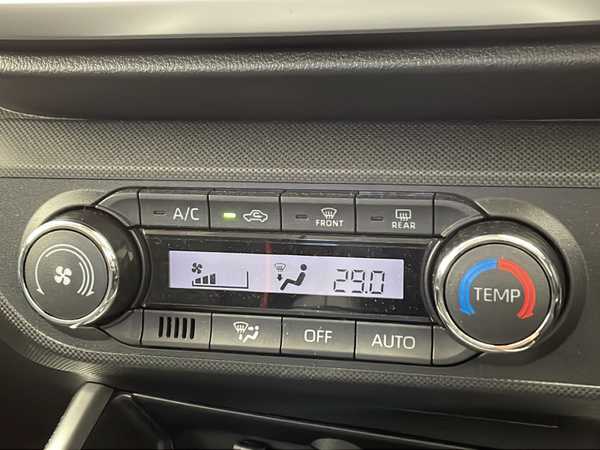 A/C
FRONT
REAR
29.0
TEMP
OFF
AUTO